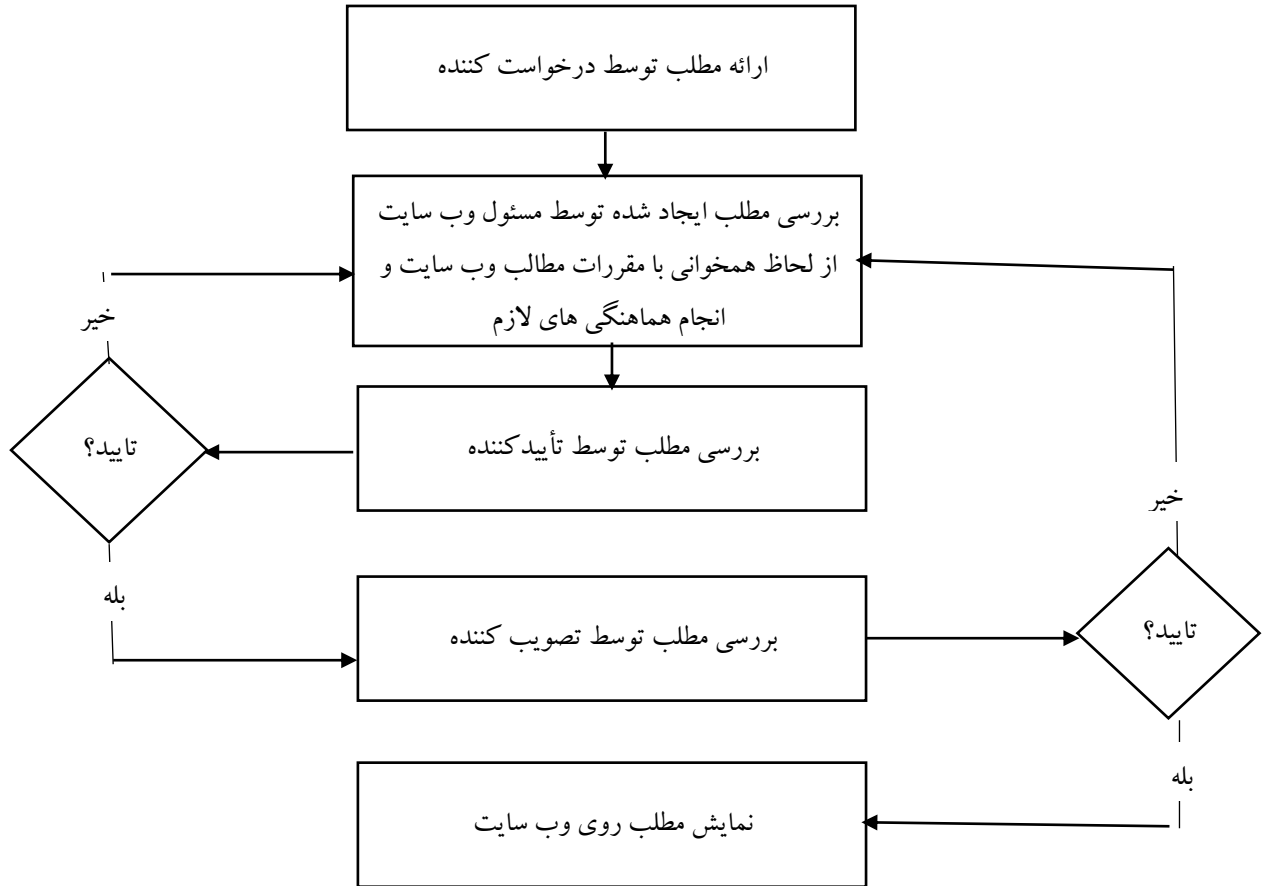 ارائه مطلب توسط درخواست کننده
بررسی مطلب ایجاد شده توسط مسئول وب سایت
از لحاظ همخوانی با مقررات مطالب وب سایت و
انجام هماهنگی های لازم
خیر
بررسی مطلب توسط تأییدکننده
تایید؟
خیر
بله
بررسی مطلب توسط تصویب کننده
تایید؟
بله
نمایش مطلب روی وب سایت